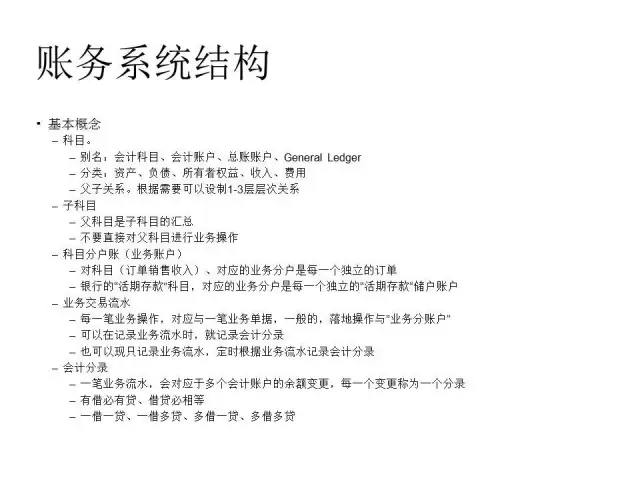 账务系统结构
• 基本概念
– 科目。
– 别名：会计科目、会计账户、总账账户、General Ledger
– 分类：资产、负债、所有者权益、收入、费用
– 父子关系。根据需要可以设制1-3层层次关系
– 子科目
– 父科目是子科目的汇总
– 不要直接对父科目进行业务操作
– 科目分户账（业务账户）
– 对科目（订单销售收入）、对应的业务分户是每一个独立的订单
– 银行的"活期存款"科目，对应的业务分户是每一个独立的"活期存款"储户账户
– 业务交易流水
– 每一笔业务操作，对应与一笔业务单据，一般的，落地操作与"业务分账户"
– 可以在记录业务流水时，就记录会计分录
– 也可以现只记录业务流水，定时根据业务流水记录会计分录
– 会计分录
– 一笔业务流水，会对应于多个会计账户的余额变更，每一个变更称为一个分录
– 有借必有贷、借贷必相等
– 一借一贷、一借多贷、多借一贷、多借多贷